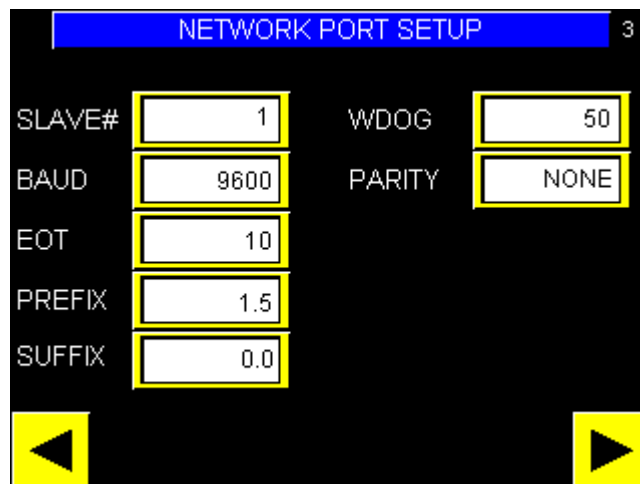 NETWORK PORT SETUP 3
SLAVE# 1 WDOG 50
BAUD 9600 PARITY NONE
EOT 10
PREFIX 1.5
SUFFIX 0.0